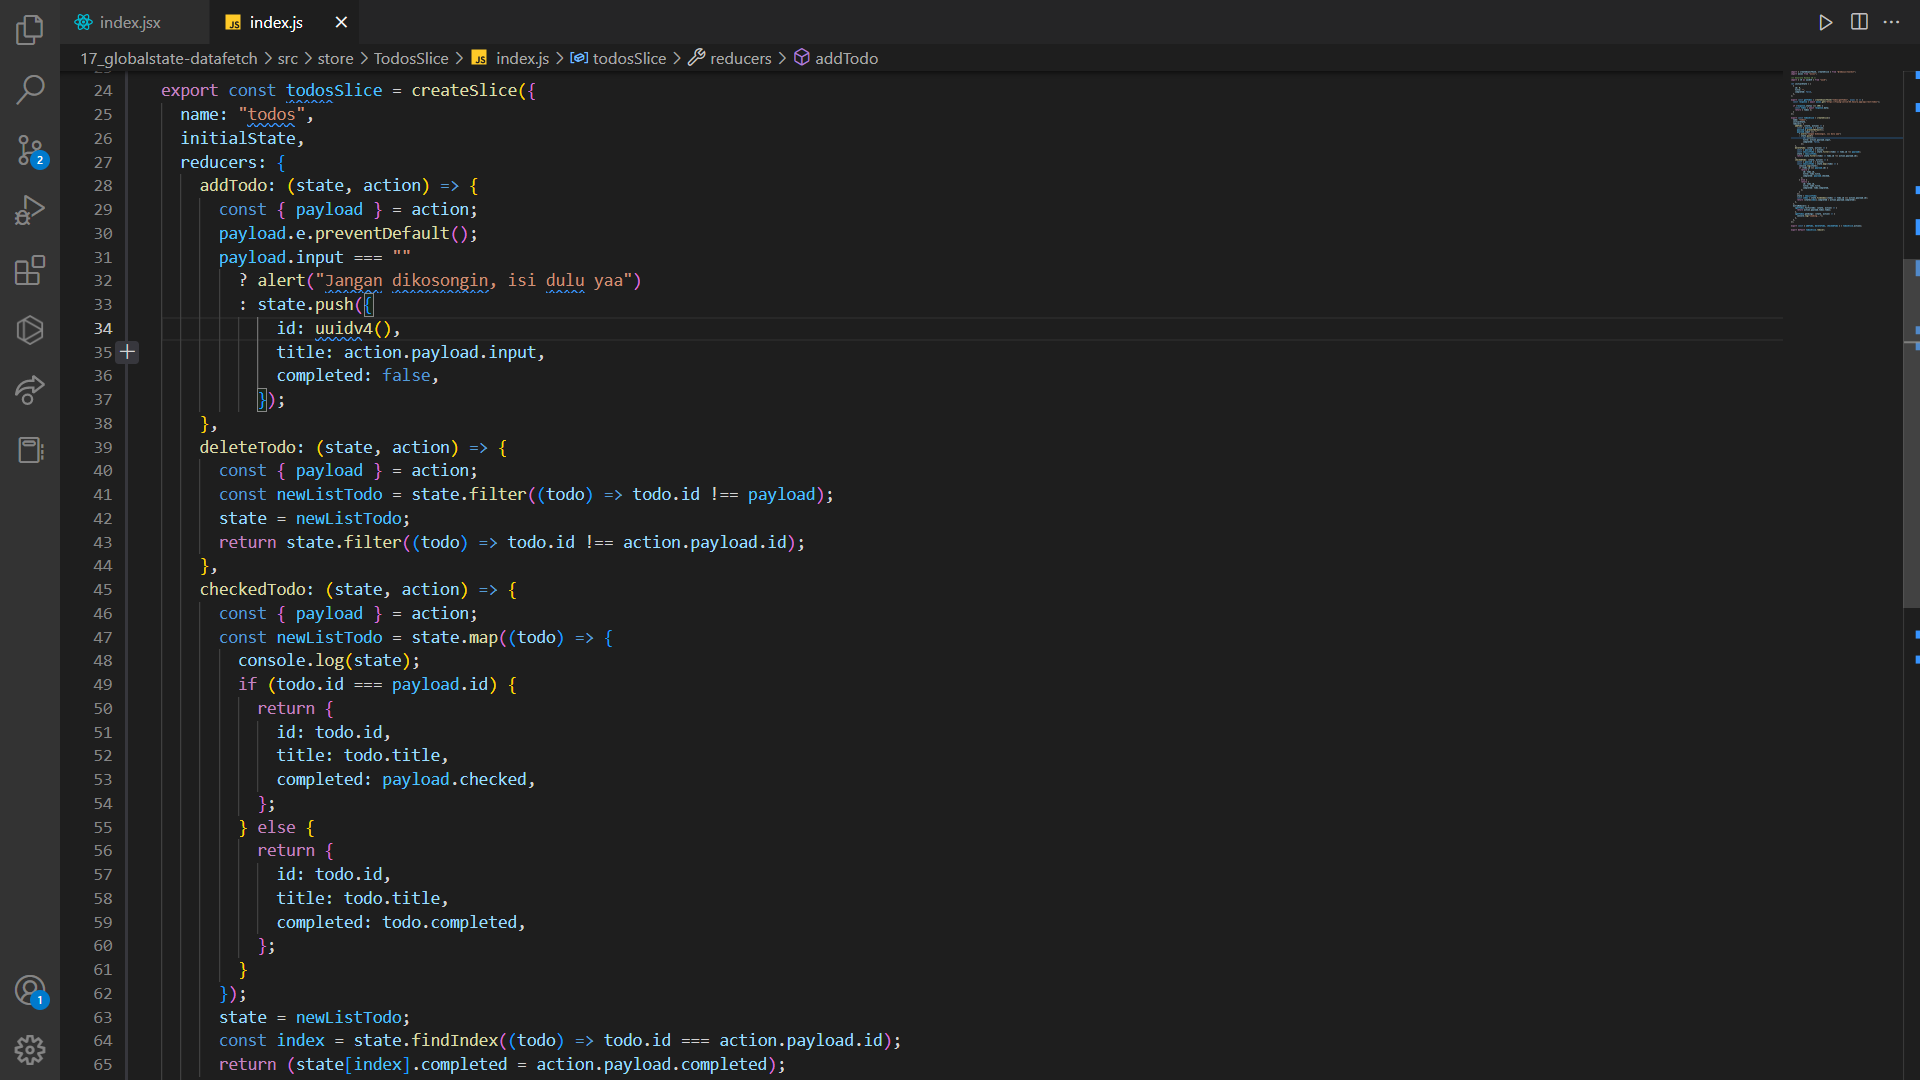 index.jsx
index.js
17_globalstate-datafetch > src > store > TodosSlice > index.js > todosSlice > reducers > addTodo
24 export const todosSlice = createSlice({
25 name: "todos",
26 initialState,
27 reducers: {
28 addTodo: (state, action) => {
29 const { payload } = action;
30 payload.e.preventDefault();
31 payload.input === ""
32 ? alert("Jangan dikosongin, isi dulu yaa")
33 : state.push({
34 id: uuidv4(),
35 title: action.payload.input,
36 completed: false,
37 });
38 },
39 deleteTodo: (state, action) => {
40 const { payload } = action;
41 const newListTodo = state.filter((todo) => todo.id !== payload);
42 state = newListTodo;
43 return state.filter((todo) => todo.id !== action.payload.id);
44 },
45 checkedTodo: (state, action) => {
46 const { payload } = action;
47 const newListTodo = state.map((todo) => {
48 console.log(state);
49 if (todo.id === payload.id) {
50 return {
51 id: todo.id,
52 title: todo.title,
53 completed: payload.checked,
54 };
55 } else {
56 return {
57 id: todo.id,
58 title: todo.title,
59 completed: todo.completed,
60 };
61 }
62 });
63 state = newListTodo;
64 const index = state.findIndex((todo) => todo.id === action.payload.id);
65 return (state[index].completed = action.payload.completed);
2
1